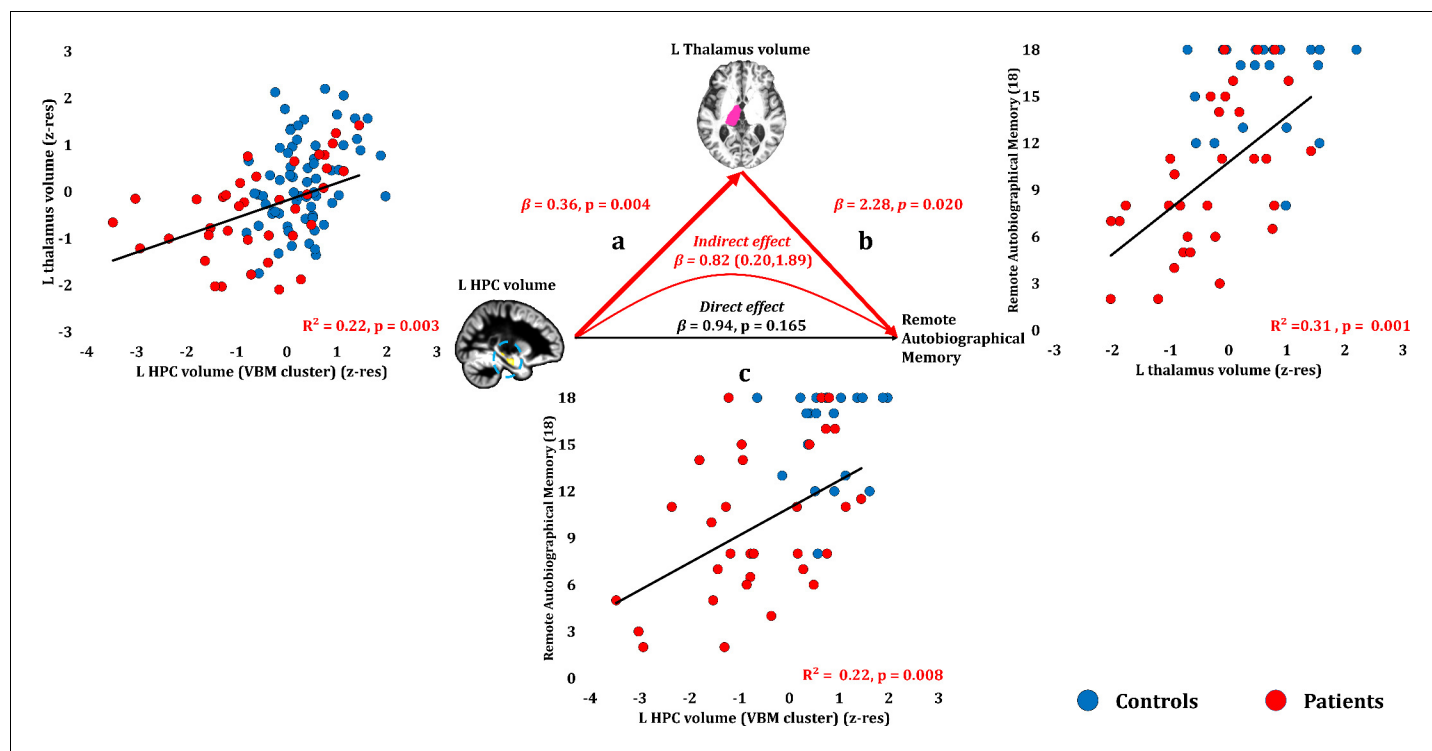 3
2
1
0
-1
-2
-3
L thalamus volume (z-res)
R² = 0.22, p = 0.003
-4 -3 -2 -1 0 1 2 3
L HPC volume (VBM cluster) (z-res)
L Thalamus volume
β = 0.36, p = 0.004
β = 2.28, p = 0.020
a
b
Indirect effect
β = 0.82 (0.20,1.89)
L HPC volume
Direct effect
β = 0.94, p = 0.165
Remote
Autobiographical
Memory
c
18
15
12
9
6
3
0
Remote Autobiographical Memory (18)
R² =0.31 , p = 0.001
-3 -2 -1 0 1 2 3
L thalamus volume (z-res)
18
15
12
9
6
3
0
Remote Autobiographical Memory (18)
R² = 0.22, p = 0.008
-4 -3 -2 -1 0 1 2 3
L HPC volume (VBM cluster) (z-res)
Controls
Patients